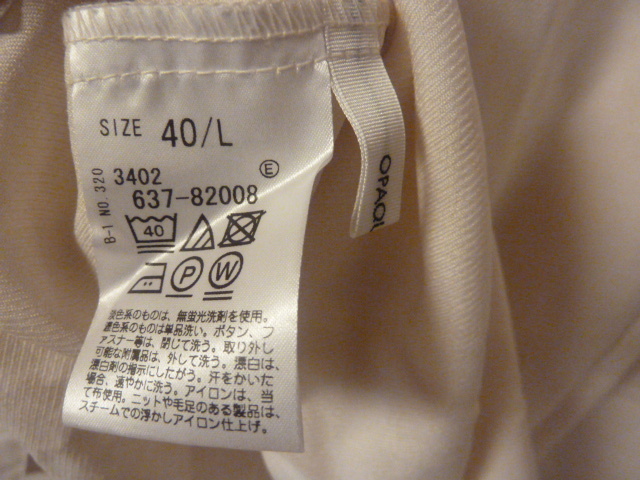 SIZE 40/L
B-1 NO. 320
3402
E
637-82008
40
P
W
淡色系のものは、無蛍光洗剤を使用。
濃色系のものは単品洗い。ボタン、フ
ァスナー等は、閉じて洗う。取り外し
可能な附属品は、外して洗う。漂白は、
漂白剤の指示にしたがう。汗をかいた
場合、速やかに洗う。アイロンは、当
て布使用。ニットや毛足のある製品は、
スチームでの浮かしアイロン仕上げ。
OPAQU